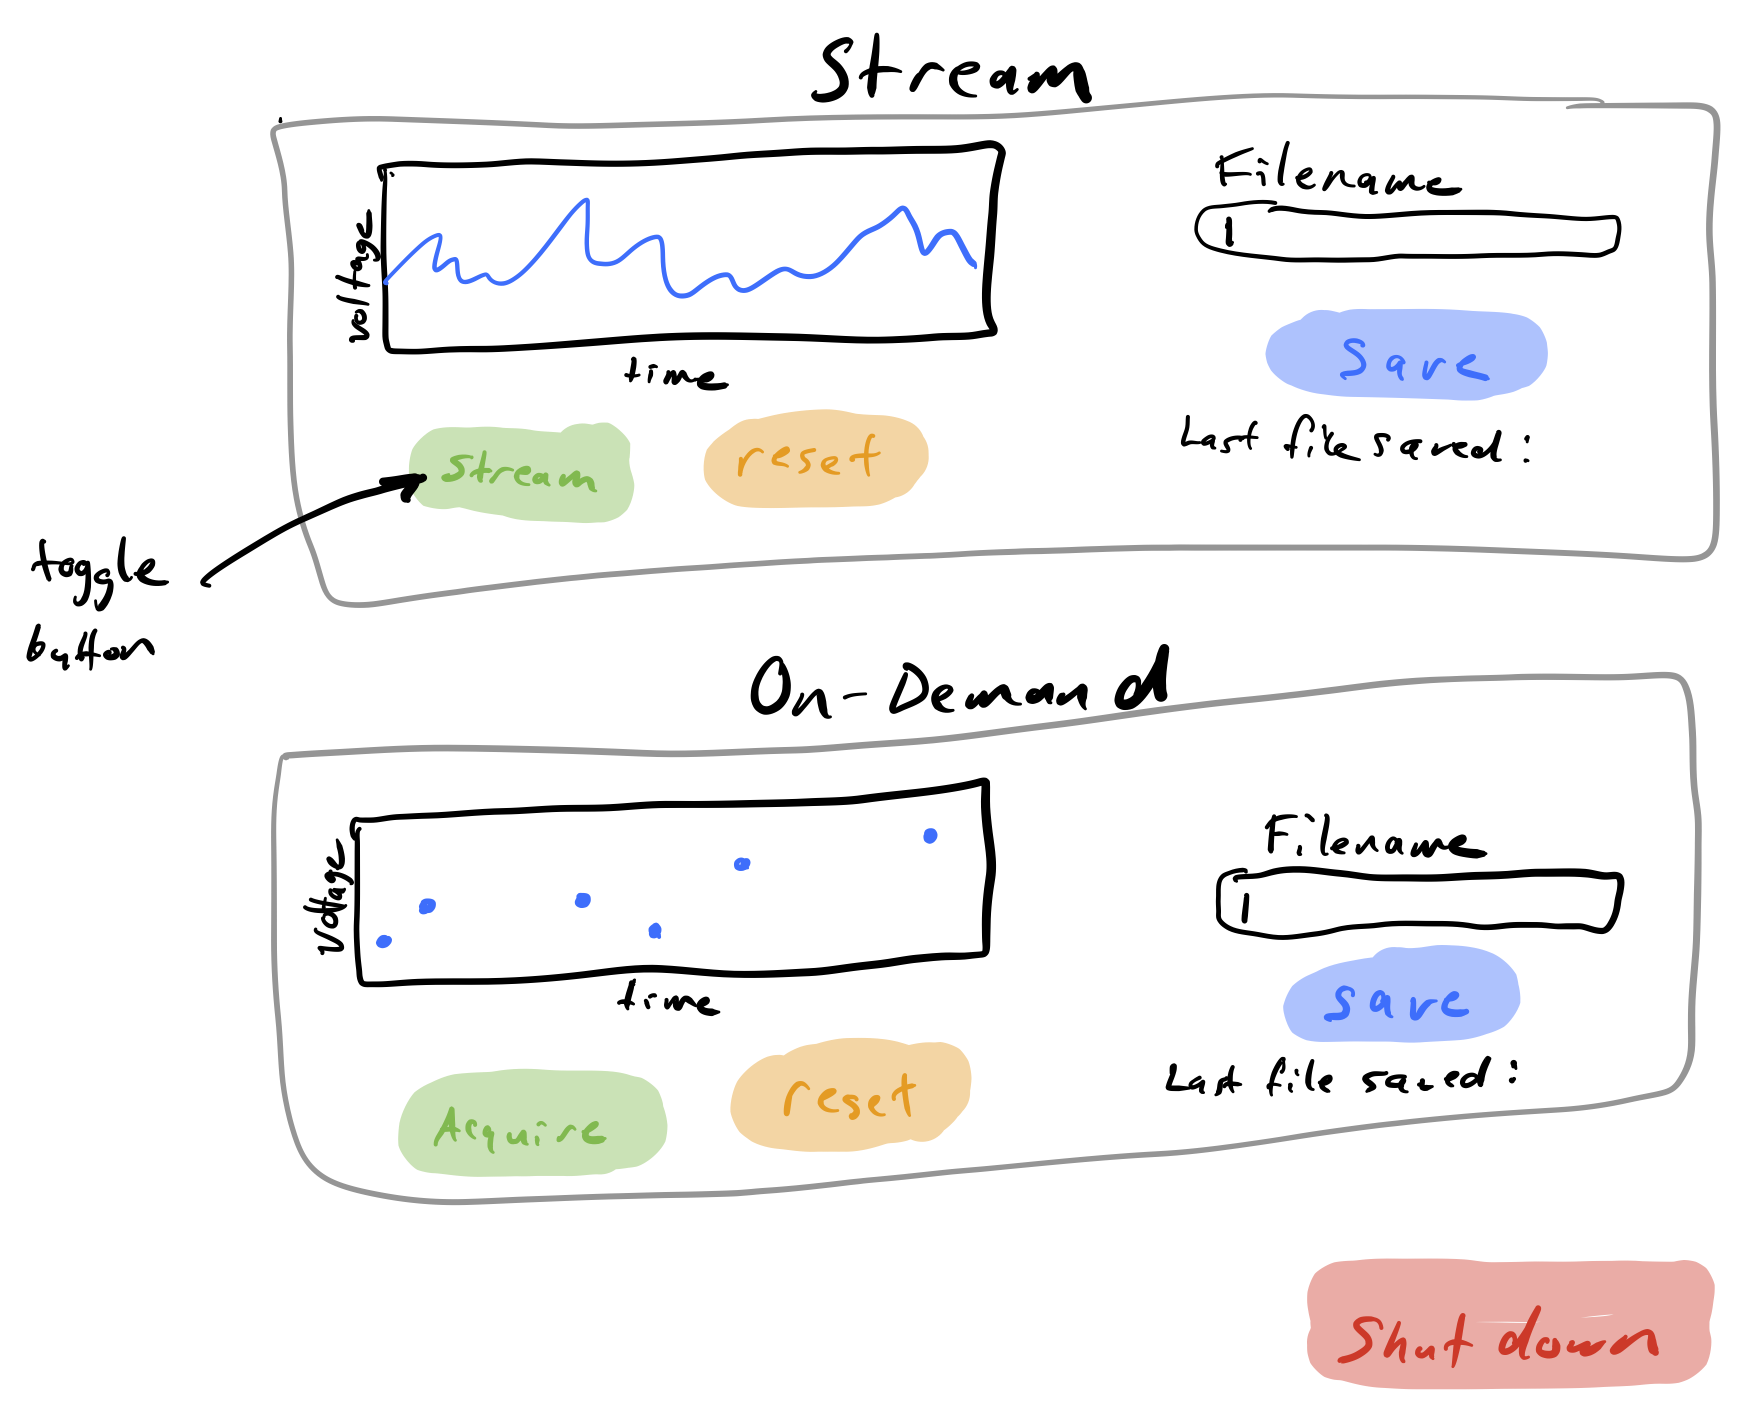 Stream
voltage
time
Filename
Save
Last file saved:
stream
reset
toggle
button
On-Demand
voltage
time
Filename
save
Last file saved:
Acquire
reset
Shut down